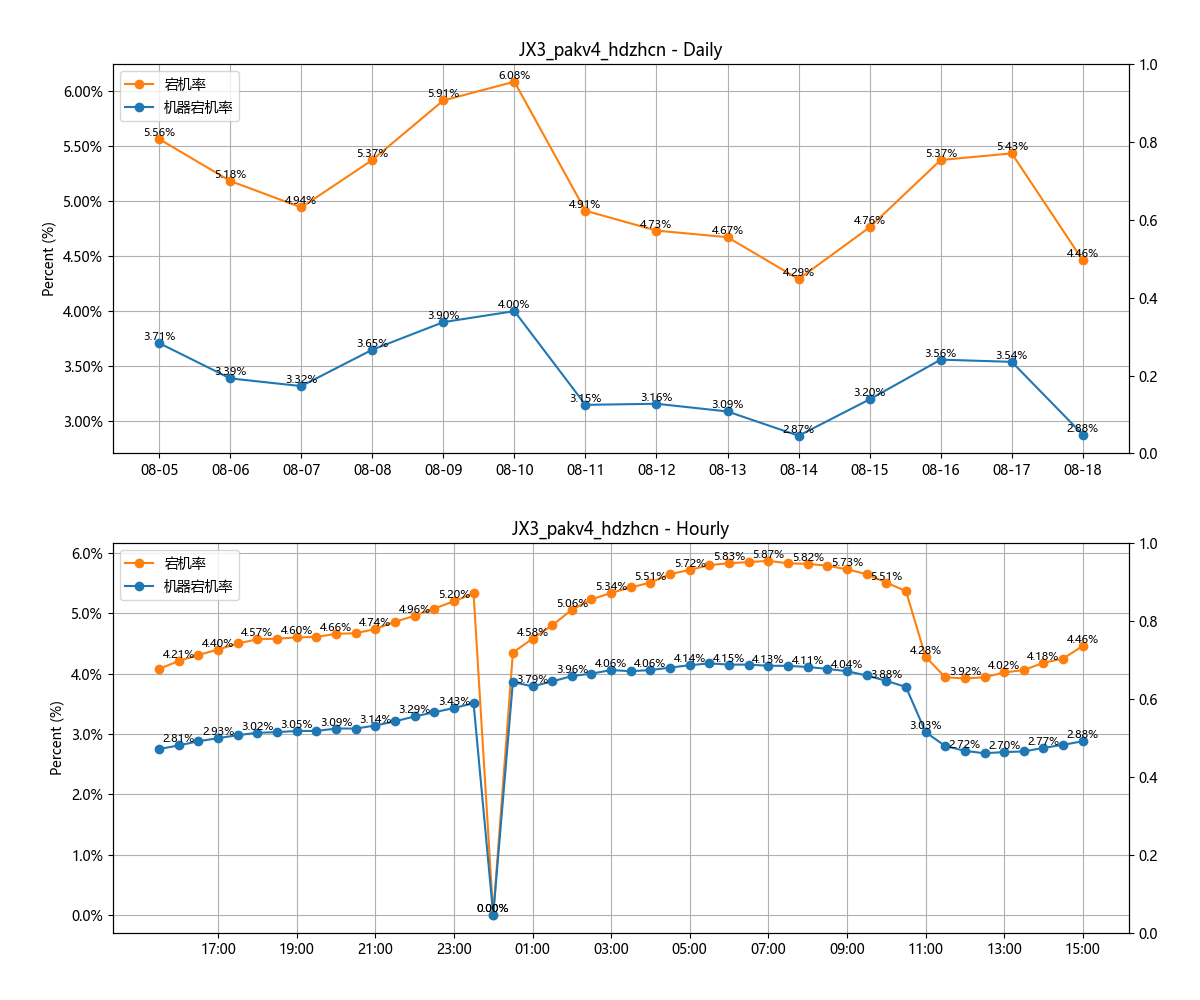 JX3_pakv4_hdzhcn - Daily
宕机率
机器宕机率
Percent (%)
6.00%
5.50%
5.00%
4.50%
4.00%
3.50%
3.00%
1.0
0.8
0.6
0.4
0.2
0.0
5.56% 5.18% 4.94% 5.37% 5.91% 6.08% 4.91% 4.73% 4.67% 4.29% 4.76% 5.37% 5.43% 4.46%
3.71% 3.39% 3.32% 3.65% 3.90% 4.00% 3.15% 3.16% 3.09% 2.87% 3.20% 3.56% 3.54% 2.88%
08-05 08-06 08-07 08-08 08-09 08-10 08-11 08-12 08-13 08-14 08-15 08-16 08-17 08-18
JX3_pakv4_hdzhcn - Hourly
宕机率
机器宕机率
Percent (%)
6.0%
5.0%
4.0%
3.0%
2.0%
1.0%
0.0%
1.0
0.8
0.6
0.4
0.2
0.0
4.21% 4.40% 4.57% 4.60% 4.66% 4.74% 4.96% 5.20% 0.00% 4.58% 5.06% 5.34% 5.51% 5.72% 5.83% 5.87% 5.82% 5.73% 5.51% 4.28% 3.92% 4.02% 4.18% 4.46%
2.81% 2.93% 3.02% 3.05% 3.09% 3.14% 3.29% 3.43% 0.00% 3.79% 3.96% 4.06% 4.06% 4.14% 4.15% 4.13% 4.11% 4.04% 3.88% 3.03% 2.72% 2.70% 2.77% 2.88%
17:00 19:00 21:00 23:00 01:00 03:00 05:00 07:00 09:00 11:00 13:00 15:00